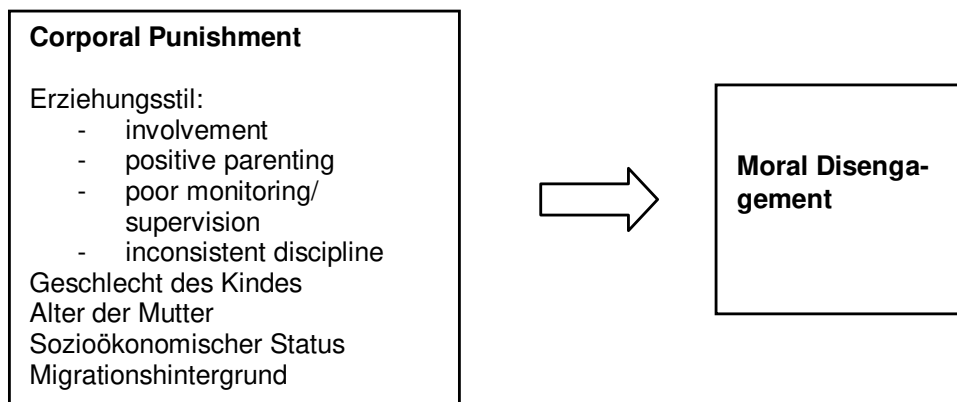 Corporal Punishment
Erziehungsstil:
- involvement
- positive parenting
- poor monitoring/
supervision
- inconsistent discipline
Geschlecht des Kindes
Alter der Mutter
Sozioökonomischer Status
Migrationshintergrund
Moral Disenga-
gement